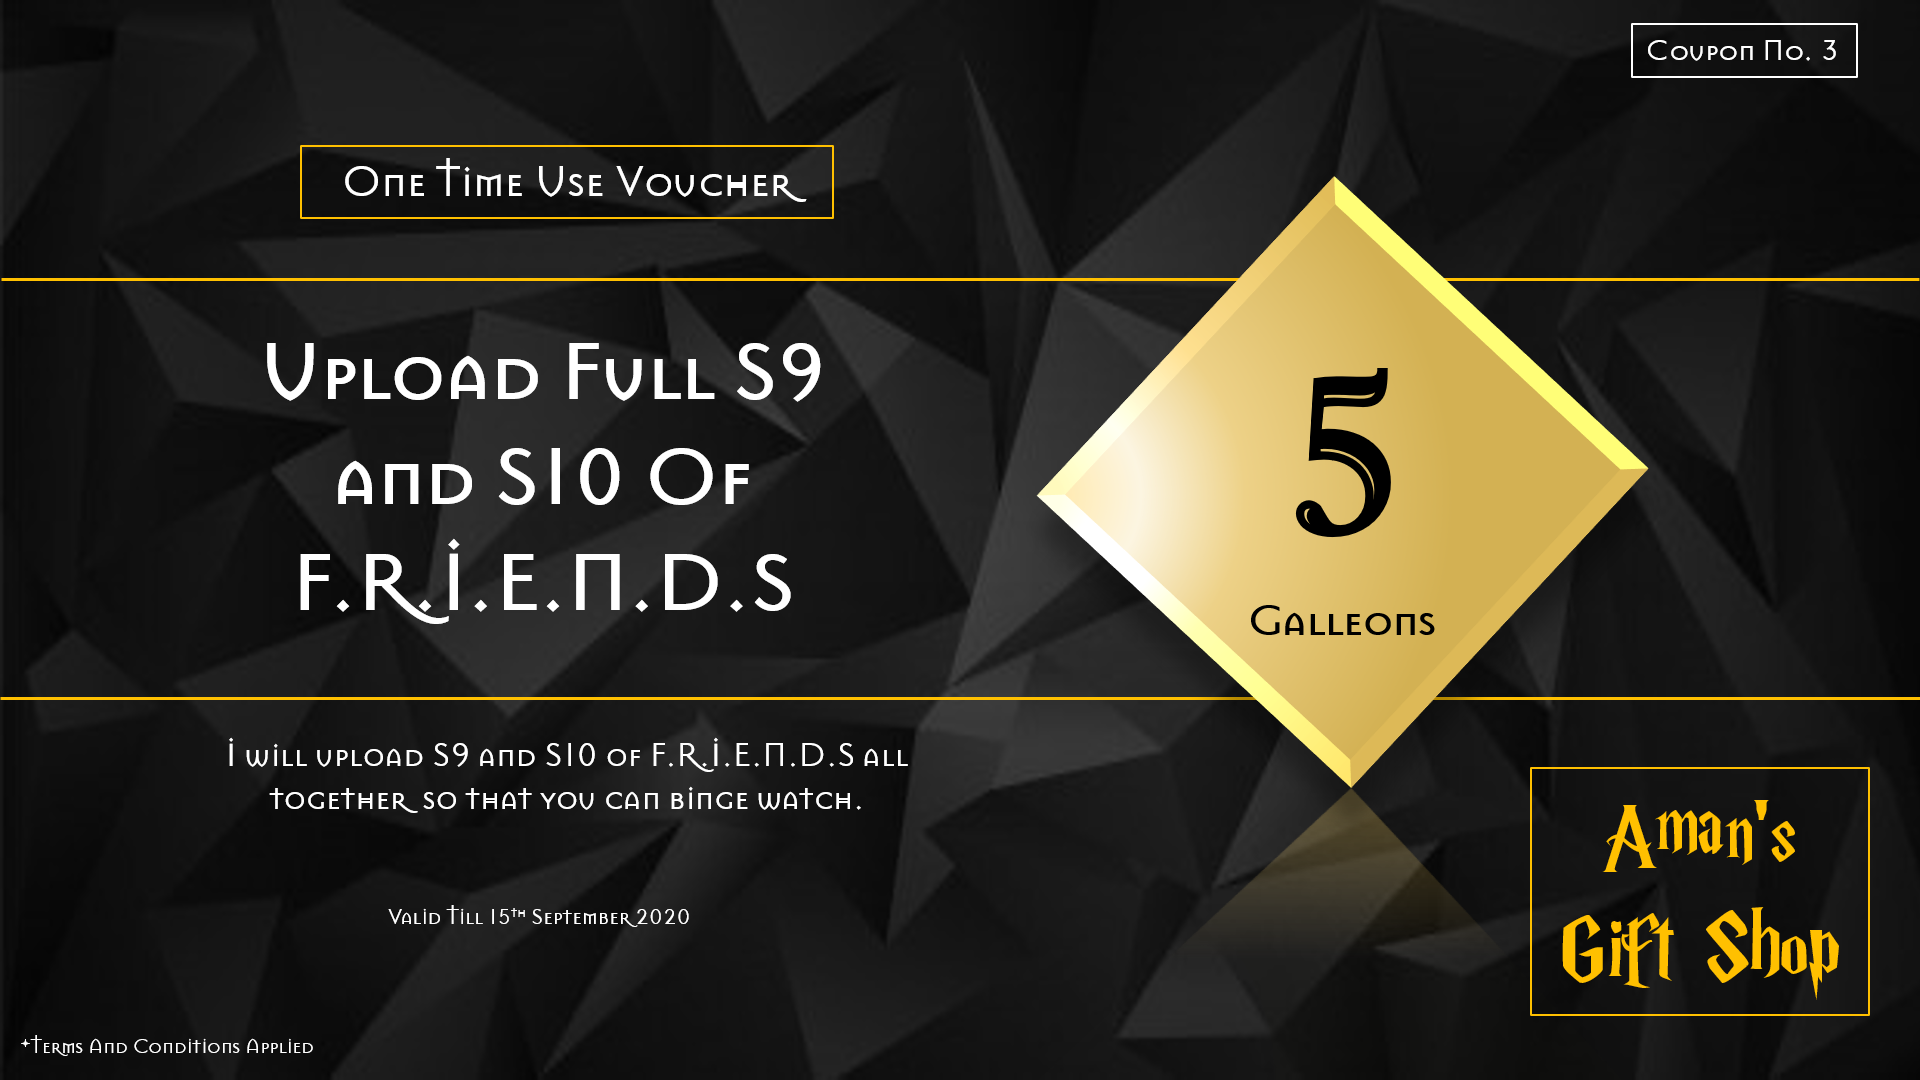 Coupon No. 3
One Time Use Voucher
Upload Full S9
and S10 Of
F.R.I.E.N.D.S
5
Galleons
I will upload S9 and S10 of F.R.I.E.N.D.S all
together so that you can binge watch.
Valid Till 15th September 2020
Aman's
Gift Shop
*Terms And Conditions Applied